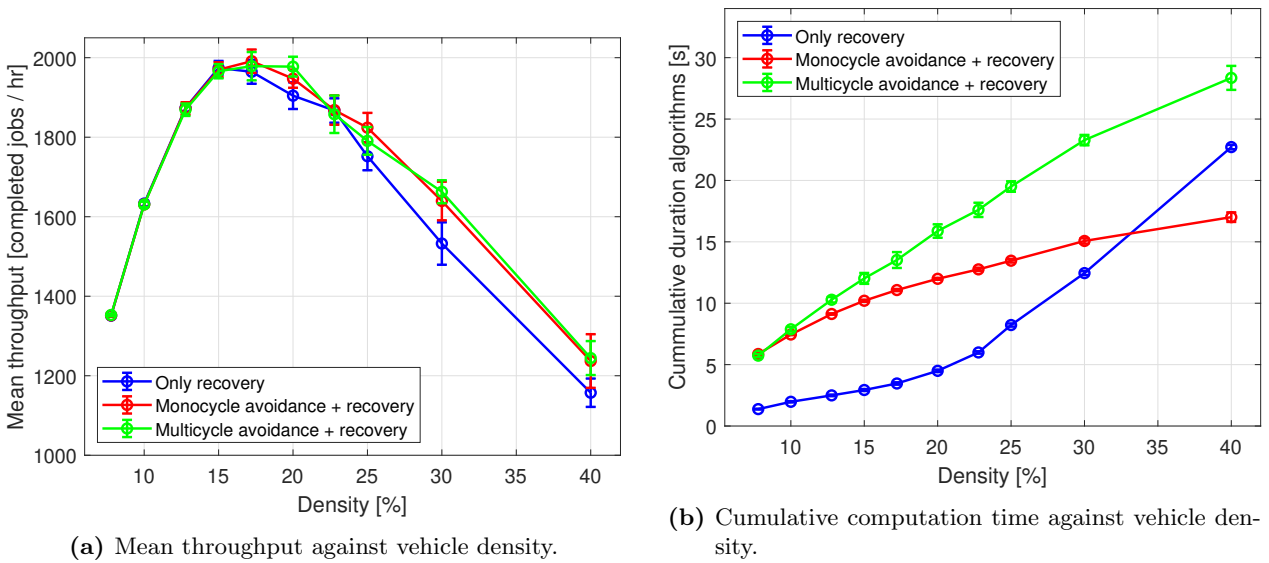 Mean throughput [completed jobs / hr]
2000
1800
1600
1400
1200
1000
10
15
20
25
30
35
40
Density [%]
Only recovery
Monocycle avoidance + recovery
Multicycle avoidance + recovery
(a) Mean throughput against vehicle density.
Cummulative duration algorithms [s]
30
25
20
15
10
5
0
10
15
20
25
30
35
40
Density [%]
Only recovery
Monocycle avoidance + recovery
Multicycle avoidance + recovery
(b) Cumulative computation time against vehicle den-
sity.